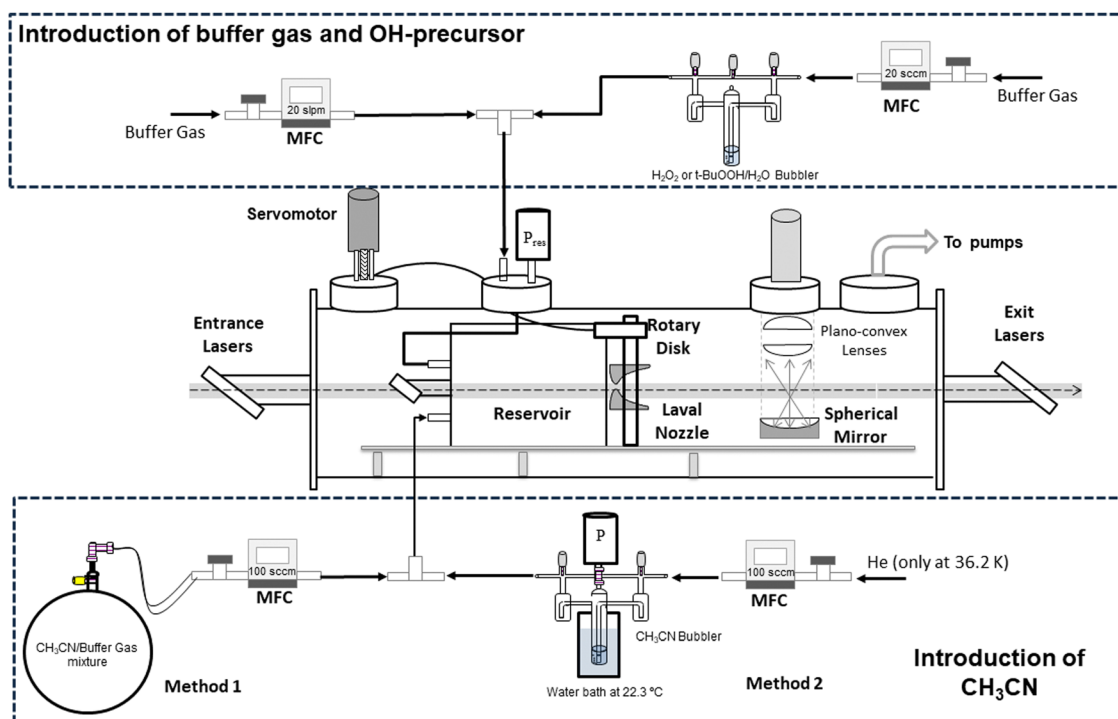 Introduction of buffer gas and OH-precursor
20 slpm
MFC
Buffer Gas
20 sccm
MFC
Buffer Gas
H₂O₂ or t-BuOOH/H₂O Bubbler
Servomotor
Pres
To pumps
Entrance
Lasers
Rotary
Disk
Plano-convex
Lenses
Exit
Lasers
Reservoir
Laval
Nozzle
Spherical
Mirror
CH₃CN/Buffer Gas
mixture
100 sccm
MFC
Method 1
P
CH₃CN Bubbler
Water bath at 22.3 ºC
100 sccm
MFC
He (only at 36.2 K)
Method 2
Introduction of
CH₃CN